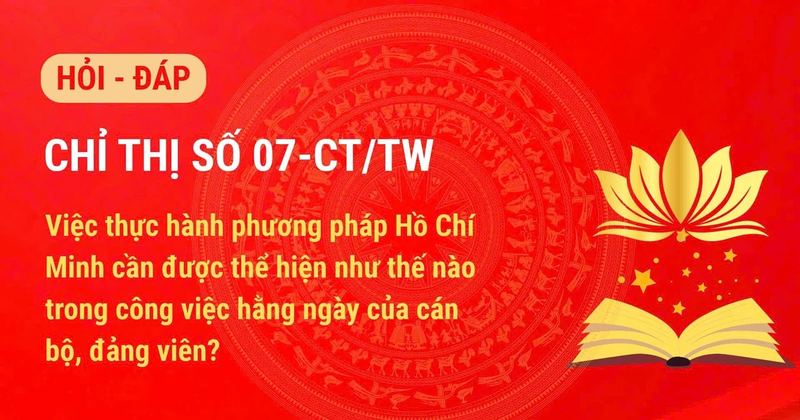 HỎI - ĐÁP
CHỈ THỊ SỐ 07-CT/TW
Việc thực hành phương pháp Hồ Chí
Minh cần được thể hiện như thế nào
trong công việc hằng ngày của cán
bộ, đảng viên?